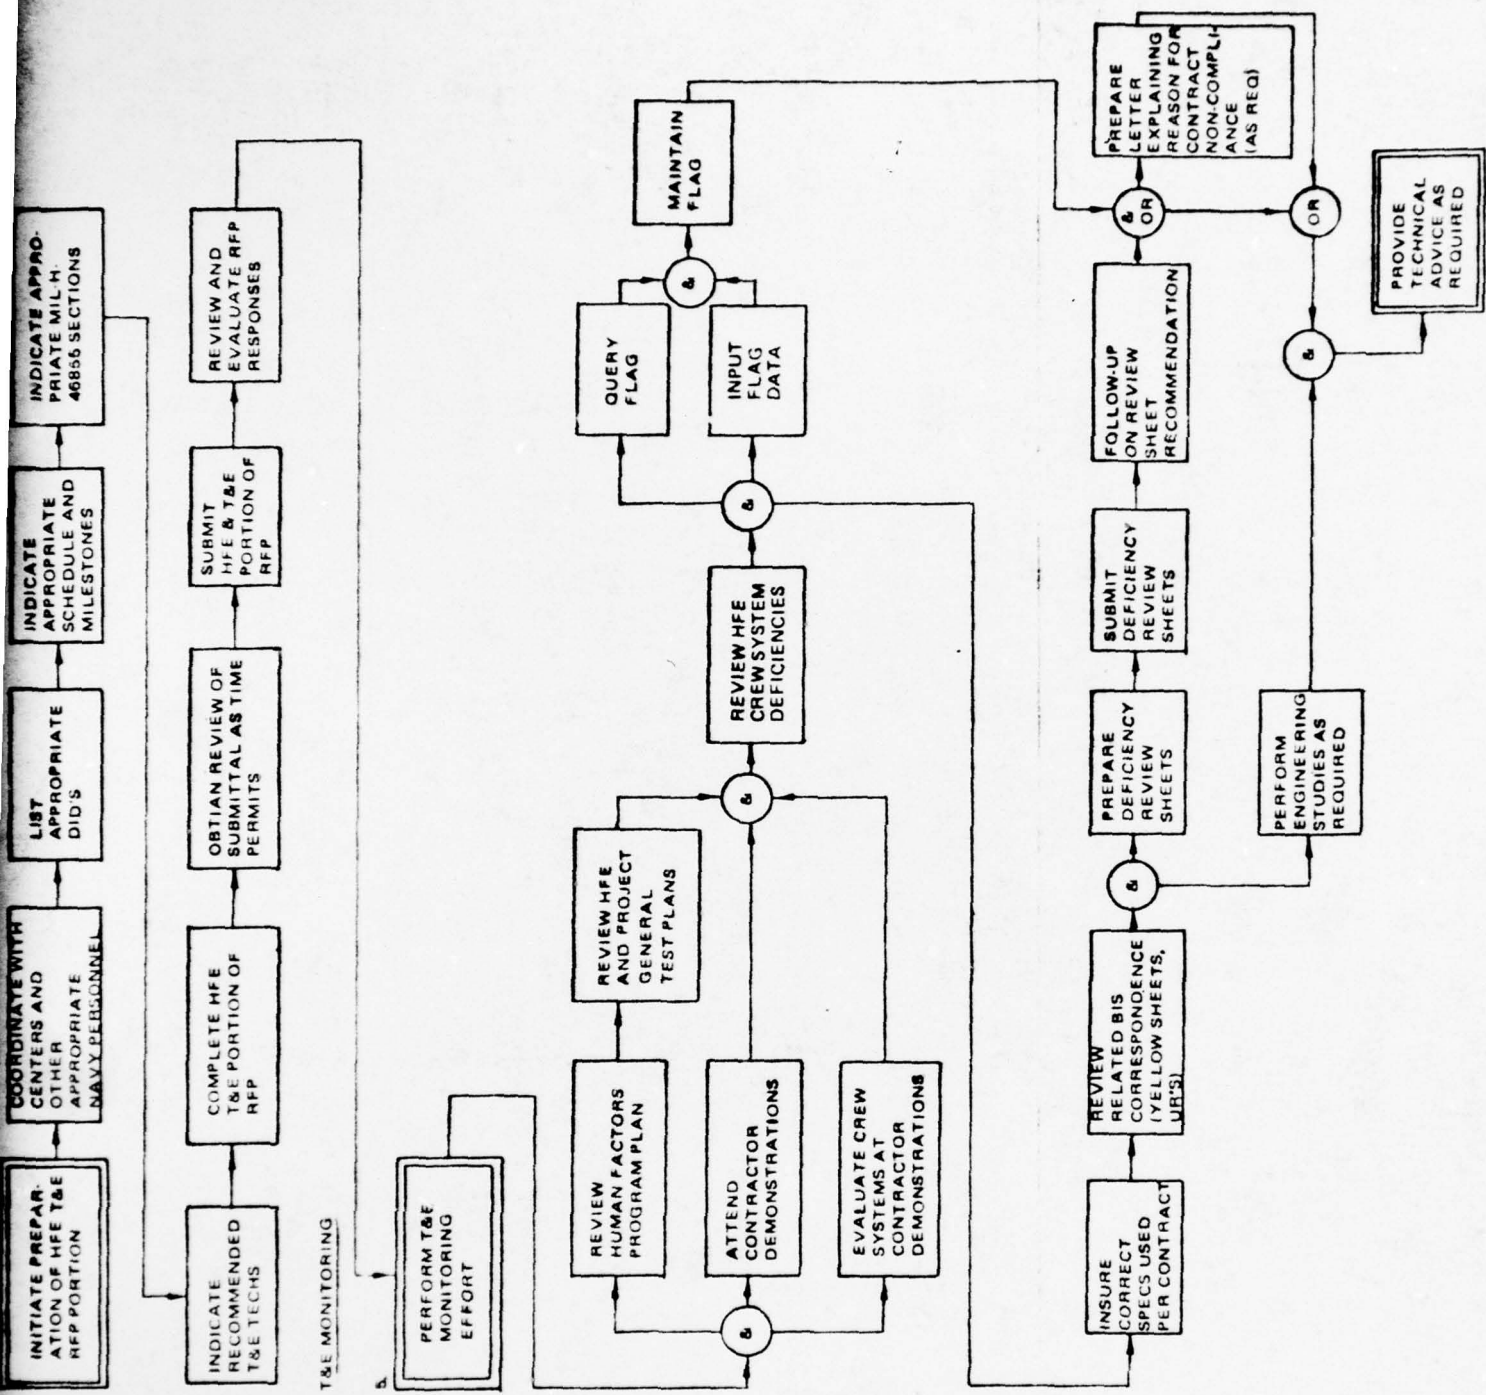 INITIATE PREPAR-
ATION OF HFE T&E
RFP PORTION
COORDINATE WITH
CENTERS AND
OTHER
APPROPRIATE
NAVY PERSONNEL
LIST
APPROPRIATE
DID'S
INDICATE
APPROPRIATE
SCHEDULE AND
MILESTONES
INDICATE APPRO-
PRIATE MIL-H-
46855 SECTIONS
INDICATE
RECOMMENDED
T&E TECHS
COMPLETE HFE
T&E PORTION OF
RFP
OBTIAN REVIEW OF
SUBMITTAL AS TIME
PERMITS
SUBMIT
HFE & T&E
PORTION OF
RFP
REVIEW AND
EVALUATE RFP
RESPONSES
T&E MONITORING
PERFORM T&E
MONITORING
EFFORT
&
REVIEW
HUMAN FACTORS
PROGRAM PLAN
ATTEND
CONTRACTOR
DEMONSTRATIONS
EVALUATE CREW
SYSTEMS AT
CONTRACTOR
DEMONSTRATIONS
REVIEW HFE
AND PROJECT
GENERAL
TEST PLANS
&
REVIEW HFE
CREW SYSTEM
DEFICIENCIES
&
QUERY
FLAG
INPUT
FLAG
DATA
&
MAINTAIN
FLAG
INSURE
CORRECT
SPECS USED
PER CONTRACT
REVIEW
RELATED BIS
CORRESPONDENCE
(YELLOW SHEETS,
UR'S)
&
PREPARE
DEFICIENCY
REVIEW
SHEETS
SUBMIT
DEFICIENCY
REVIEW
SHEETS
FOLLOW-UP
ON REVIEW
SHEET
RECOMMENDATION
&
OR
PREPARE
LETTER
EXPLAINING
REASON FOR
CONTRACT
NON-COMPLI-
ANCE
(AS REQ)
OR
PERFORM
ENGINEERING
STUDIES AS
REQUIRED
&
PROVIDE
TECHNICAL
ADVICE AS
REQUIRED